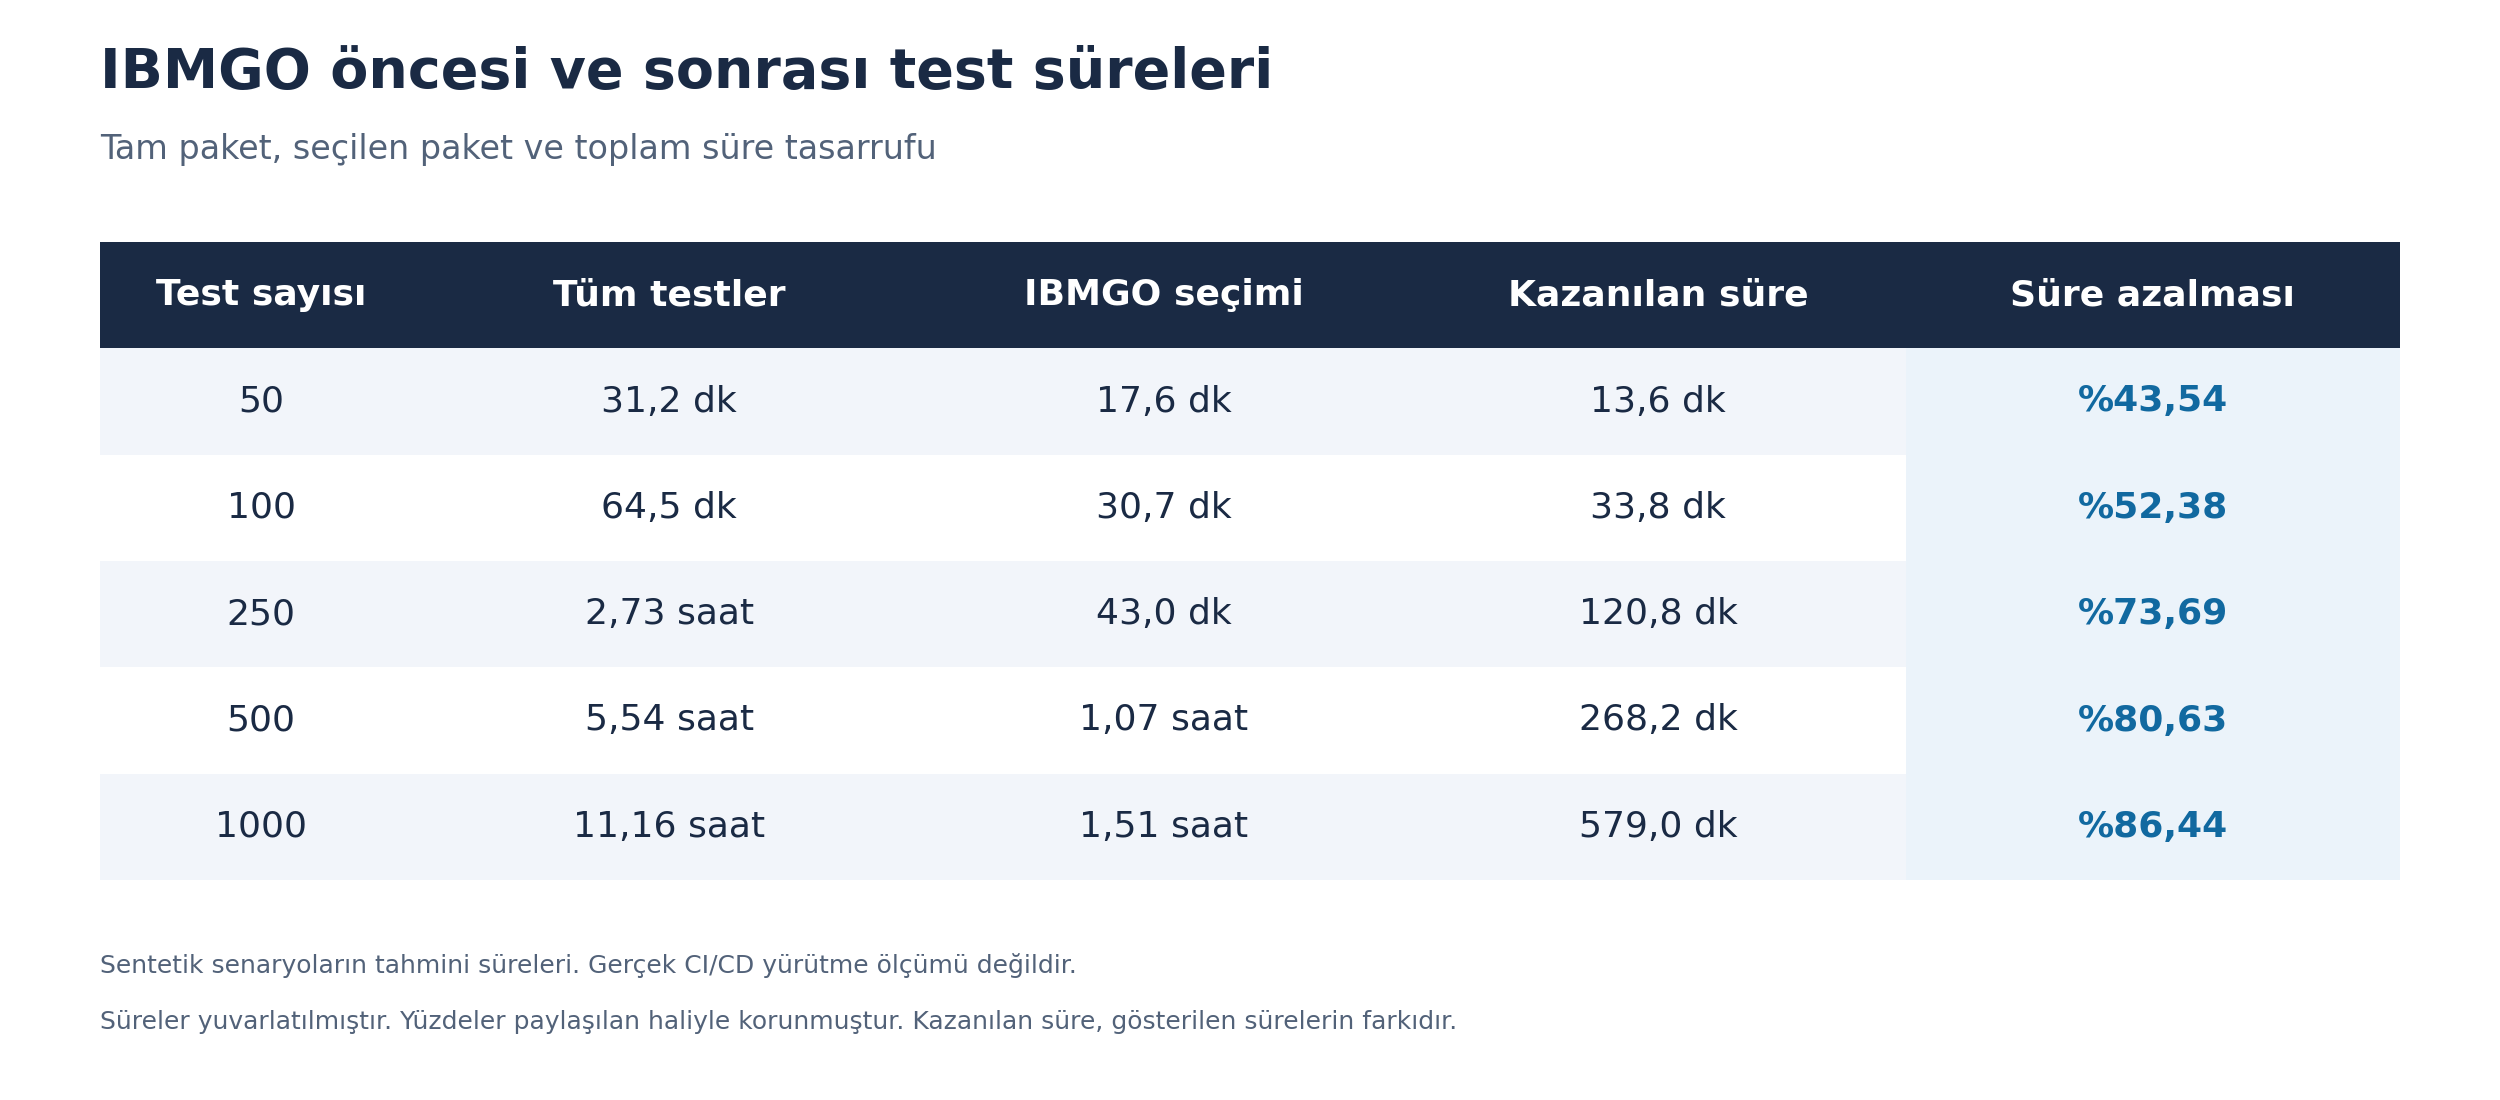 IBMGO öncesi ve sonrası test süreleri
Tam paket, seçilen paket ve toplam süre tasarrufu
Test sayısı Tüm testler IBMGO seçimi Kazanılan süre Süre azalması
50 31,2 dk 17,6 dk 13,6 dk %43,54
100 64,5 dk 30,7 dk 33,8 dk %52,38
250 2,73 saat 43,0 dk 120,8 dk %73,69
500 5,54 saat 1,07 saat 268,2 dk %80,63
1000 11,16 saat 1,51 saat 579,0 dk %86,44
Sentetik senaryoların tahmini süreleri. Gerçek CI/CD yürütme ölçümü değildir.
Süreler yuvarlatılmıştır. Yüzdeler paylaşılan haliyle korunmuştur. Kazanılan süre, gösterilen sürelerin farkıdır.